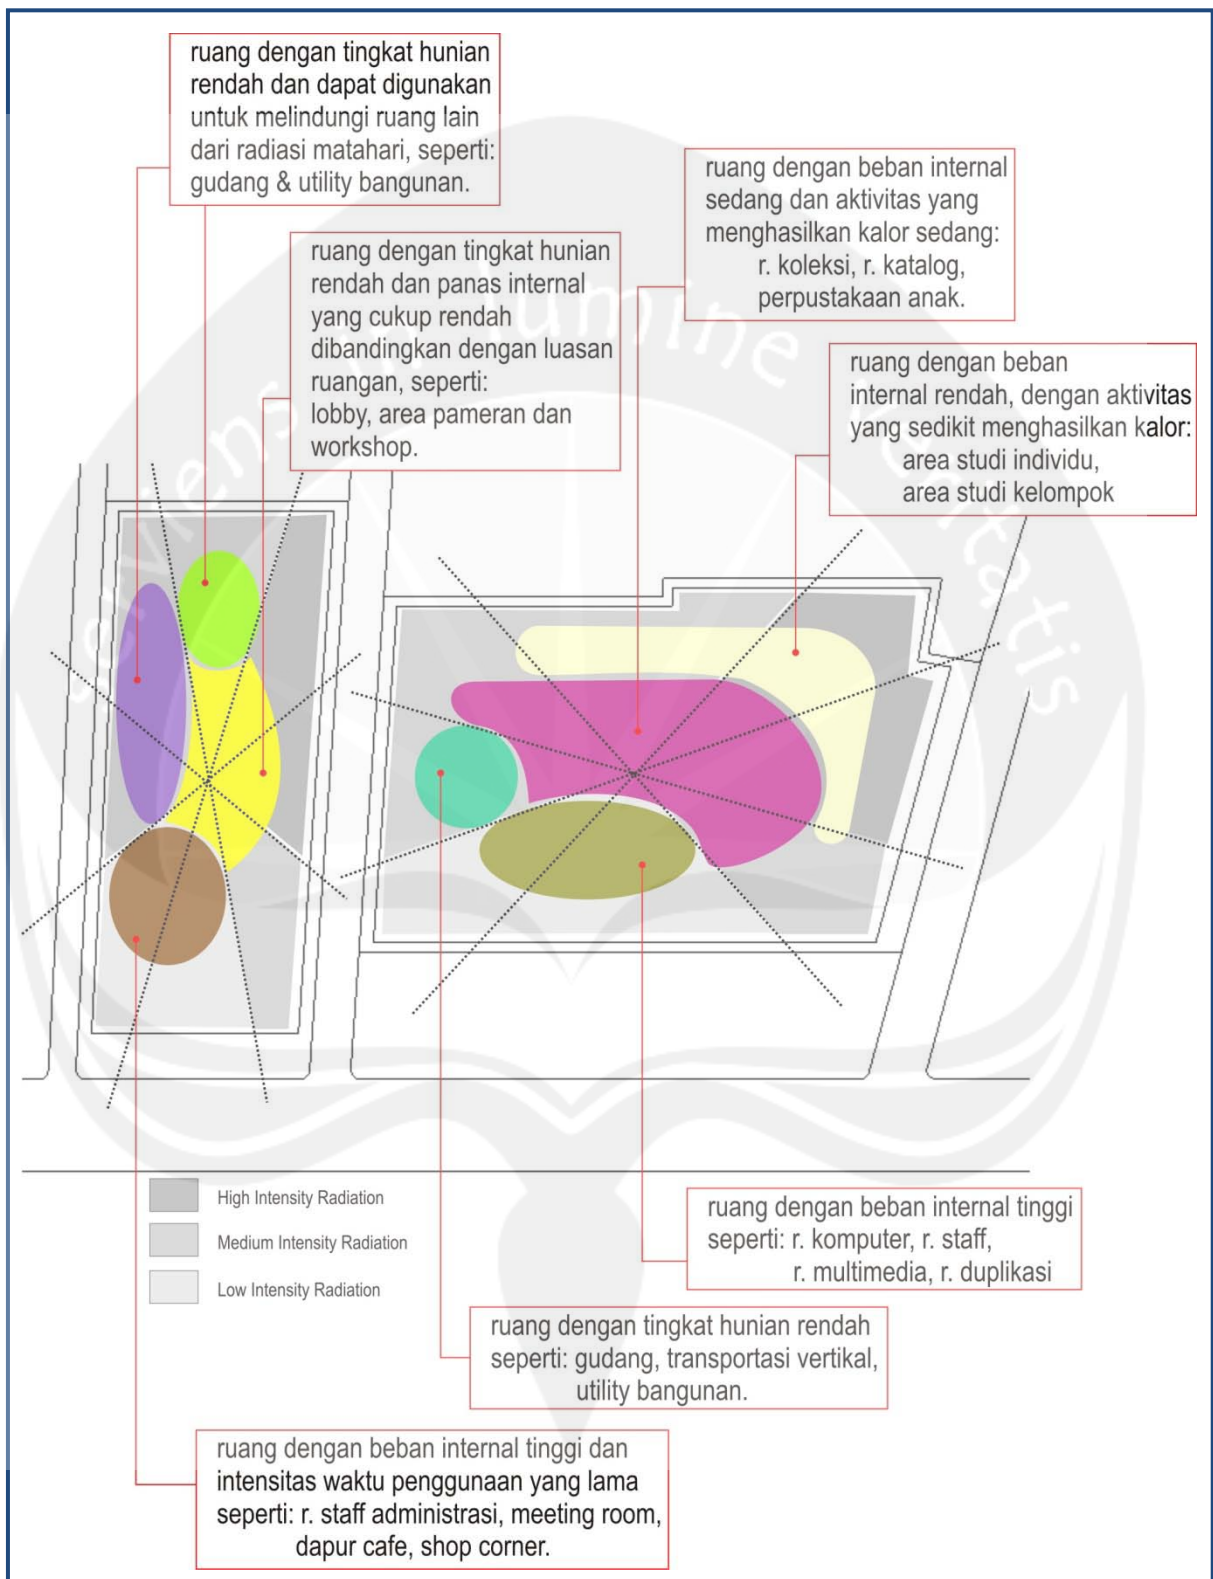 ruang dengan tingkat hunian
rendah dan dapat digunakan
untuk melindungi ruang lain
dari radiasi matahari, seperti:
gudang & utility bangunan.
ruang dengan beban internal
sedang dan aktivitas yang
menghasilkan kalor sedang:
r. koleksi, r. katalog,
perpustakaan anak.
ruang dengan tingkat hunian
rendah dan panas internal
yang cukup rendah
dibandingkan dengan luasan
ruangan, seperti:
lobby, area pameran dan
workshop.
ruang dengan beban
internal rendah, dengan aktivitas
yang sedikit menghasilkan kalor:
area studi individu,
area studi kelompok
serviens in lumine veritatis
High Intensity Radiation
Medium Intensity Radiation
Low Intensity Radiation
ruang dengan beban internal tinggi
seperti: r. komputer, r. staff,
r. multimedia, r. duplikasi
ruang dengan tingkat hunian rendah
seperti: gudang, transportasi vertikal,
utility bangunan.
ruang dengan beban internal tinggi dan
intensitas waktu penggunaan yang lama
seperti: r. staff administrasi, meeting room,
dapur cafe, shop corner.